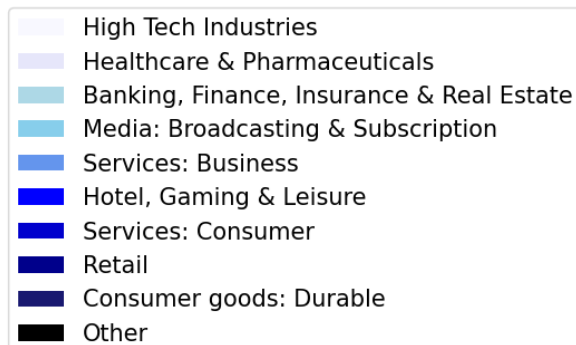 High Tech Industries
Healthcare & Pharmaceuticals
Banking, Finance, Insurance & Real Estate
Media: Broadcasting & Subscription
Services: Business
Hotel, Gaming & Leisure
Services: Consumer
Retail
Consumer goods: Durable
Other